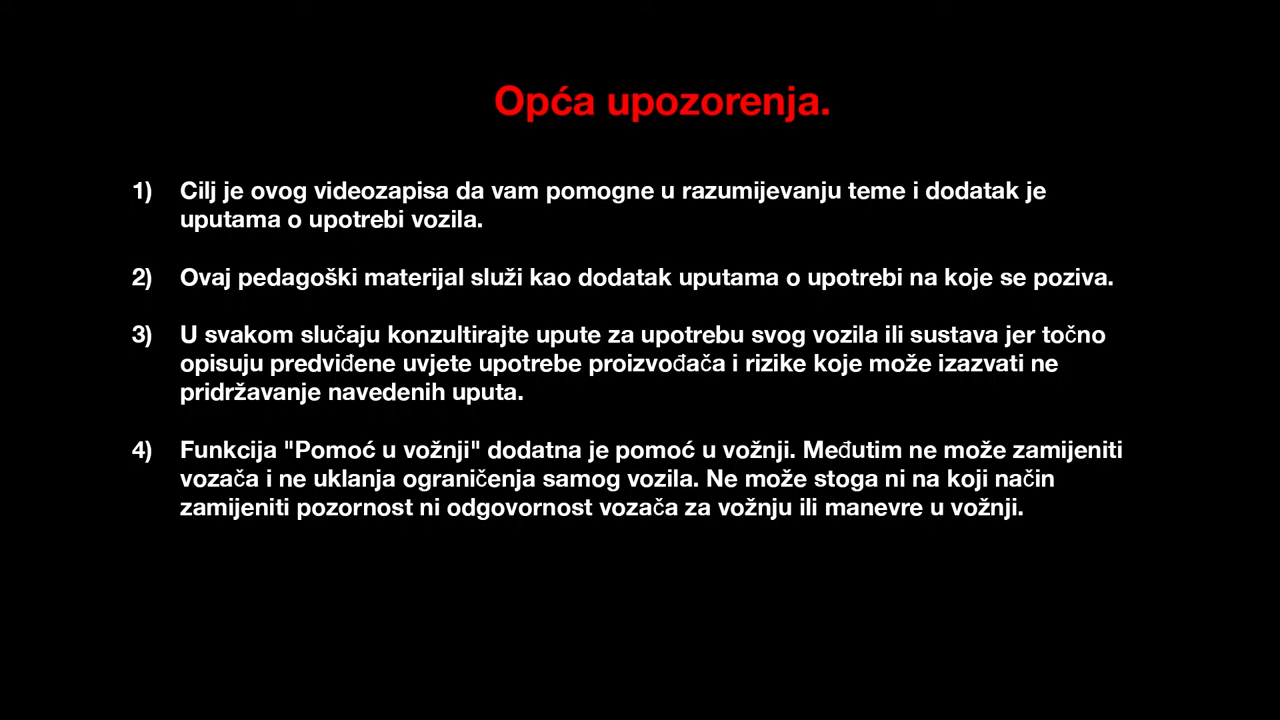 Opća upozorenja.
1) Cilj je ovog videozapisa da vam pomogne u razumijevanju teme i dodatak je
uputama o upotrebi vozila.
2) Ovaj pedagoški materijal služi kao dodatak uputama o upotrebi na koje se poziva.
3) U svakom slučaju konzultirajte upute za upotrebu svog vozila ili sustava jer točno
opisuju predviđene uvjete upotrebe proizvođača i rizike koje može izazvati ne
pridržavanje navedenih uputa.
4) Funkcija "Pomoć u vožnji" dodatna je pomoć u vožnji. Međutim ne može zamijeniti
vozača i ne uklanja ograničenja samog vozila. Ne može stoga ni na koji način
zamijeniti pozornost ni odgovornost vozača za vožnju ili manevre u vožnji.